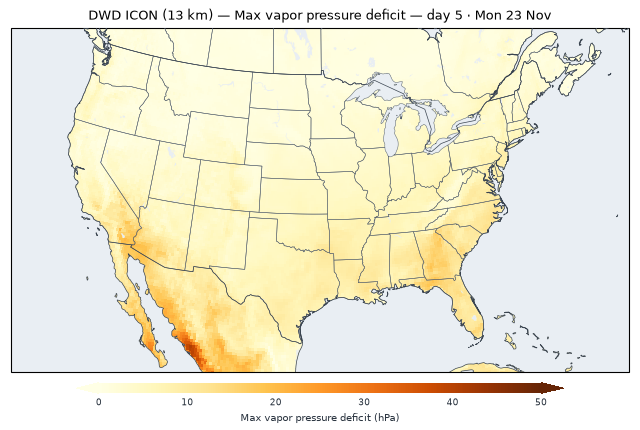 DWD ICON (13 km) — Max vapor pressure deficit — day 5 · Mon 23 Nov
0 10 20 30 40 50
Max vapor pressure deficit (hPa)